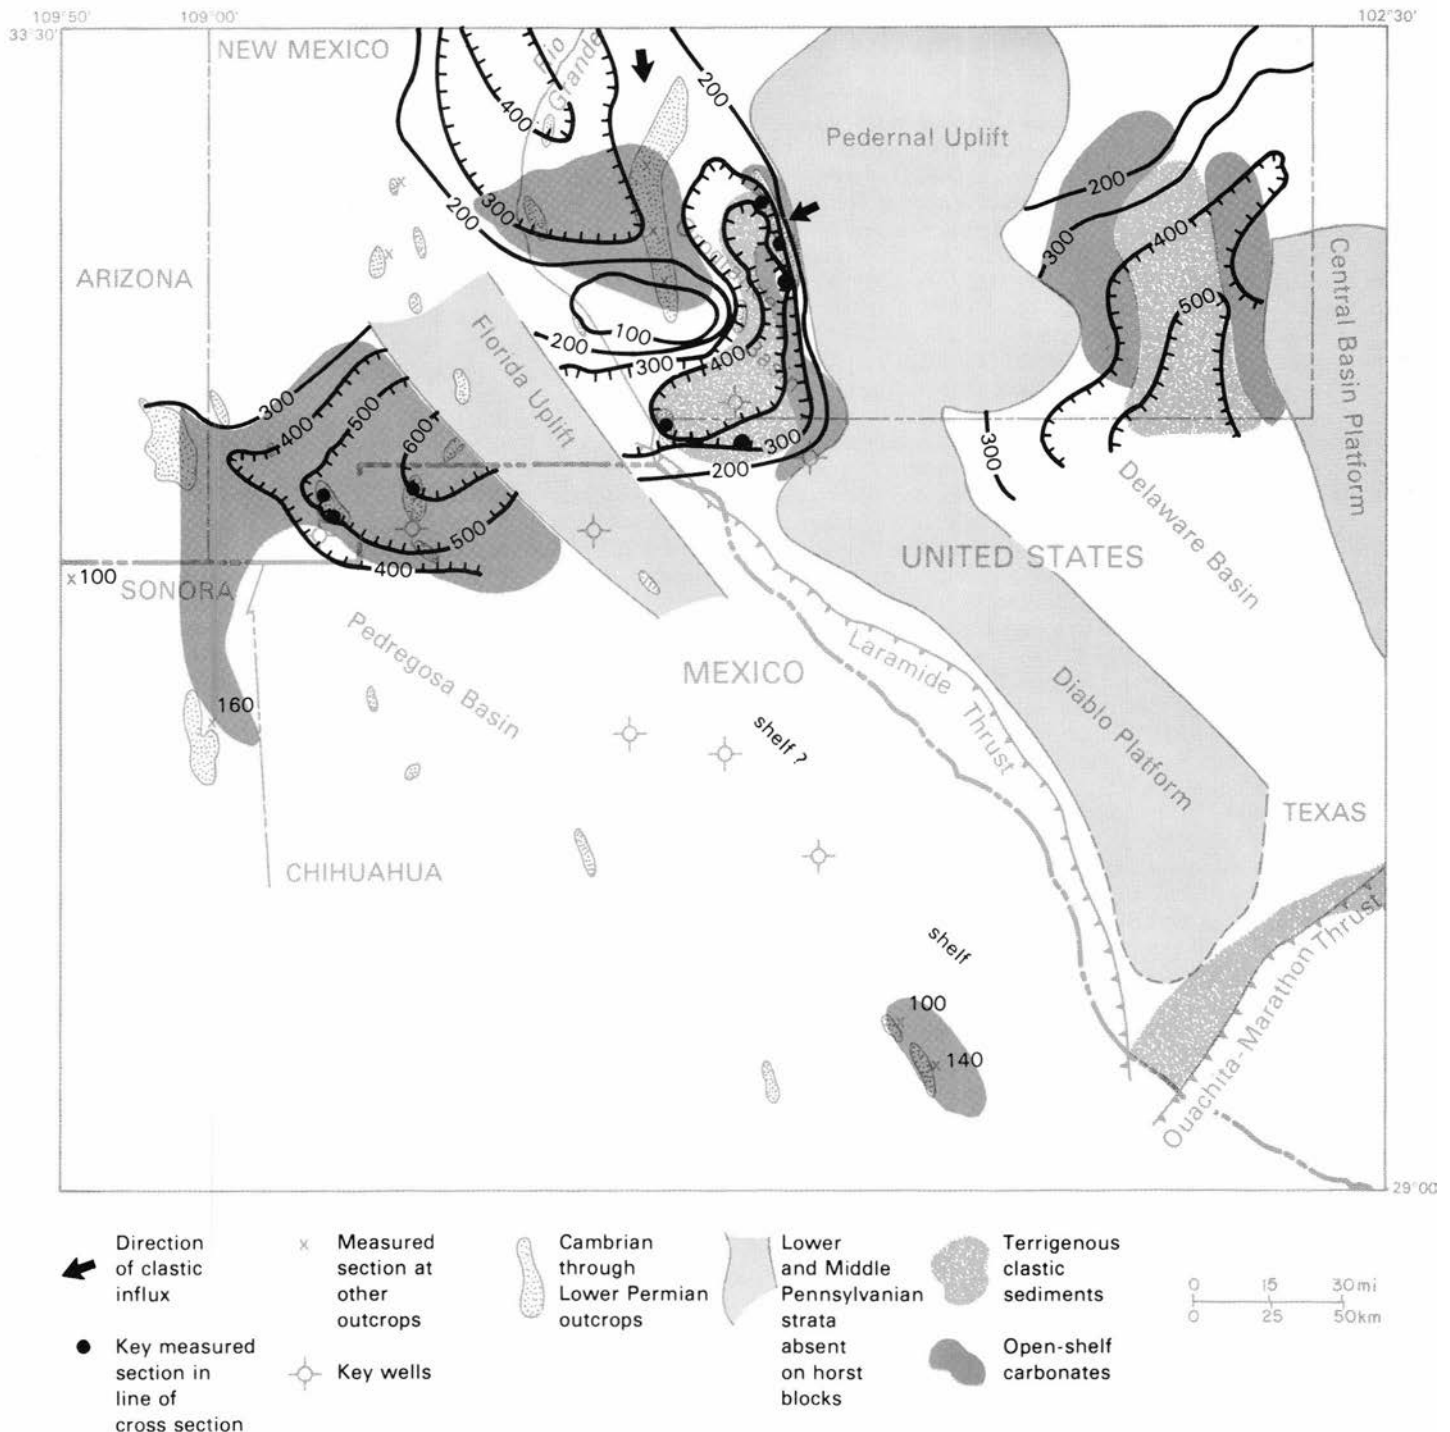 109°50'
109°00'
102°30'
33°30'
NEW MEXICO
Rio
Grande
200
400
Pedernal Uplift
300
200
200
300
400
ARIZONA
Central Basin Platform
500
Florida Uplift
100
200
300
400
300
400
500
600
300
200
300
500
400
Delaware Basin
UNITED STATES
x 100
SONORA
Pedregosa Basin
MEXICO
Laramide
Thrust
Diablo Platform
160
shelf ?
TEXAS
CHIHUAHUA
shelf
100
140
Ouachita-Marathon Thrust
29°00'
Direction
of clastic
influx
Key measured
section in
line of
cross section
x Measured
section at
other
outcrops
Key wells
Cambrian
through
Lower Permian
outcrops
Lower
and Middle
Pennsylvanian
strata
absent
on horst
blocks
Terrigenous
clastic
sediments
Open-shelf
carbonates
0 15 30 mi
0 25 50 km